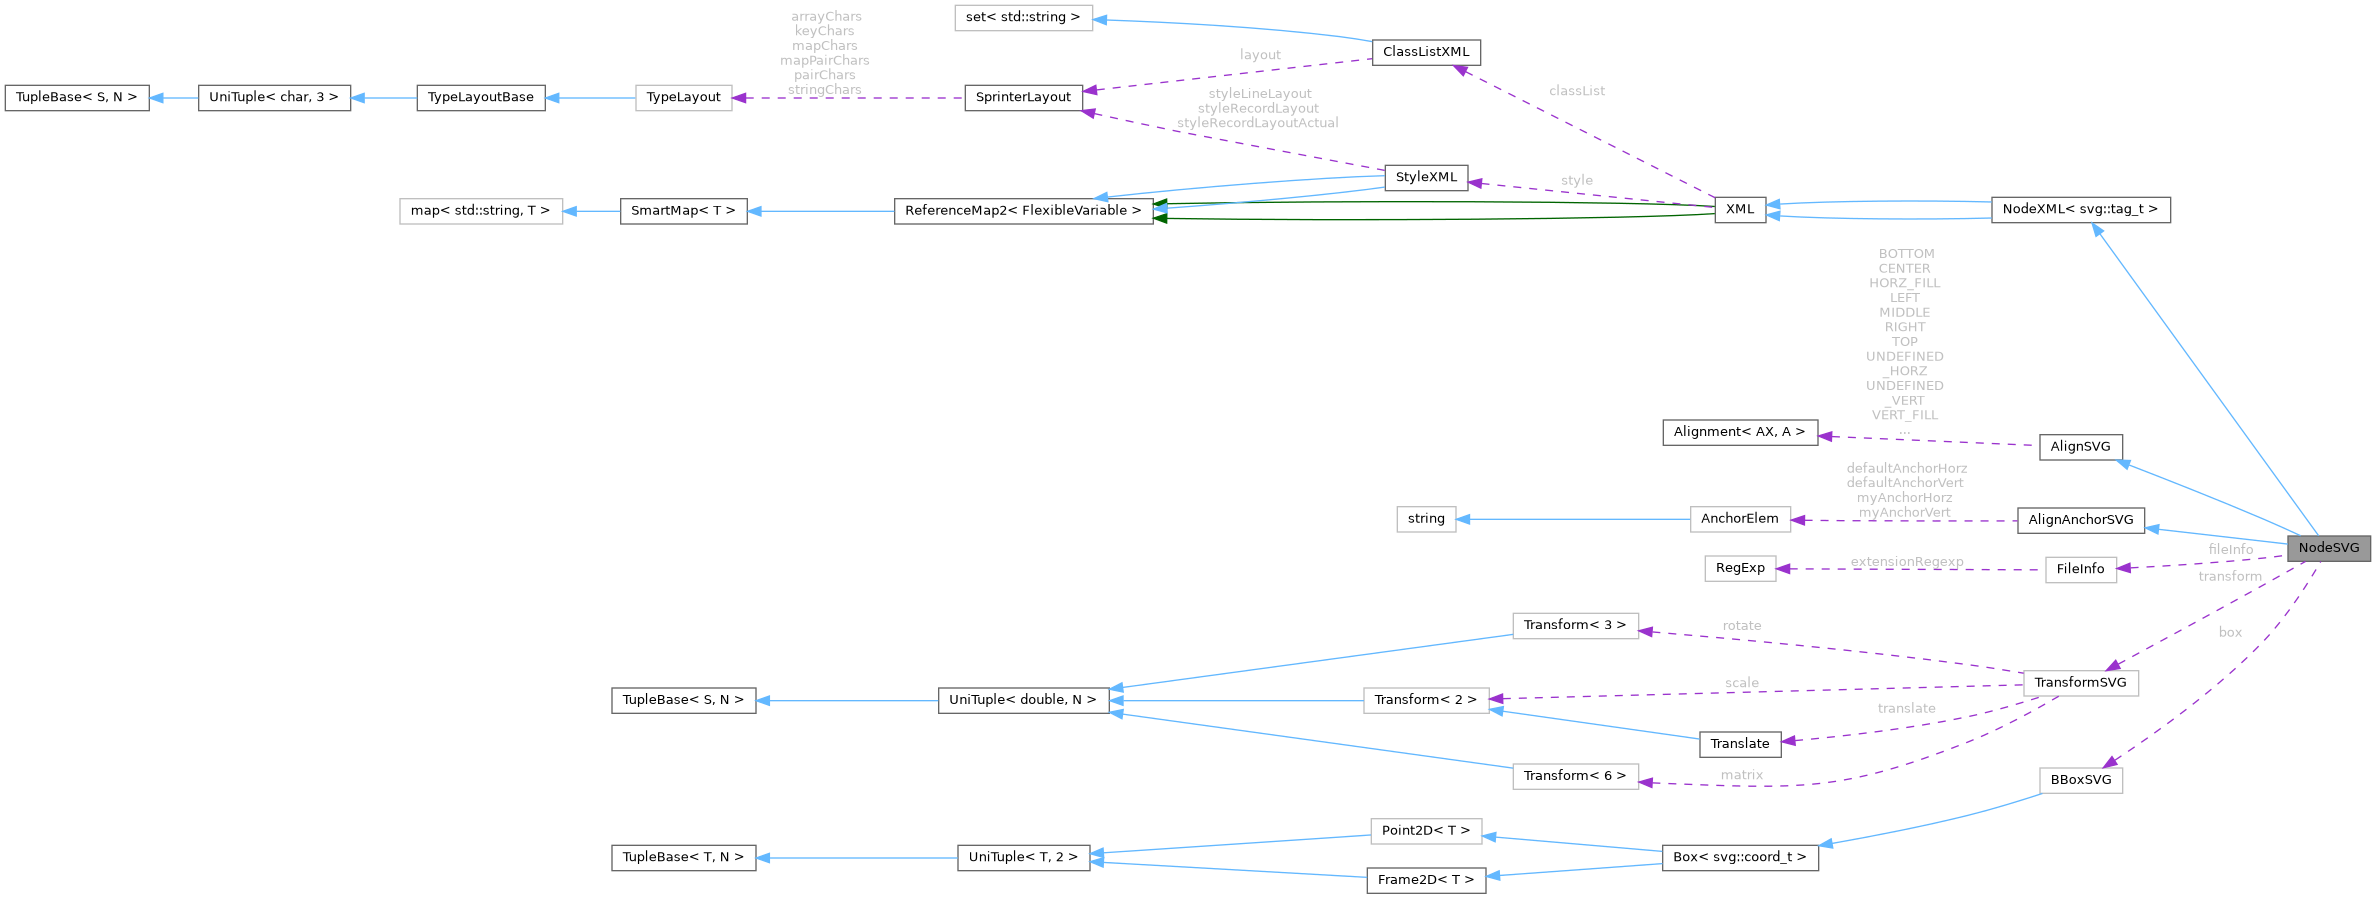 set< std::string >
arrayChars
keyChars
mapChars
mapPairChars
pairChars
stringChars
ClassListXML
layout
TupleBase< S, N >
UniTuple< char, 3 >
TypeLayoutBase
TypeLayout
SprinterLayout
classList
styleLineLayout
styleRecordLayout
styleRecordLayoutActual
StyleXML
style
map< std::string, T >
SmartMap< T >
ReferenceMap2< FlexibleVariable >
XML
NodeXML< svg::tag_t >
BOTTOM
CENTER
HORZ_FILL
LEFT
MIDDLE
RIGHT
TOP
UNDEFINED
_HORZ
UNDEFINED
_VERT
VERT_FILL
...
Alignment< AX, A >
AlignSVG
defaultAnchorHorz
defaultAnchorVert
myAnchorHorz
myAnchorVert
string
AnchorElem
AlignAnchorSVG
NodeSVG
fileInfo
RegExp
extensionRegexp
FileInfo
transform
Transform< 3 >
rotate
box
TransformSVG
scale
TupleBase< S, N >
UniTuple< double, N >
Transform< 2 >
translate
Translate
Transform< 6 >
matrix
BBoxSVG
Point2D< T >
TupleBase< T, N >
UniTuple< T, 2 >
Box< svg::coord_t >
Frame2D< T >